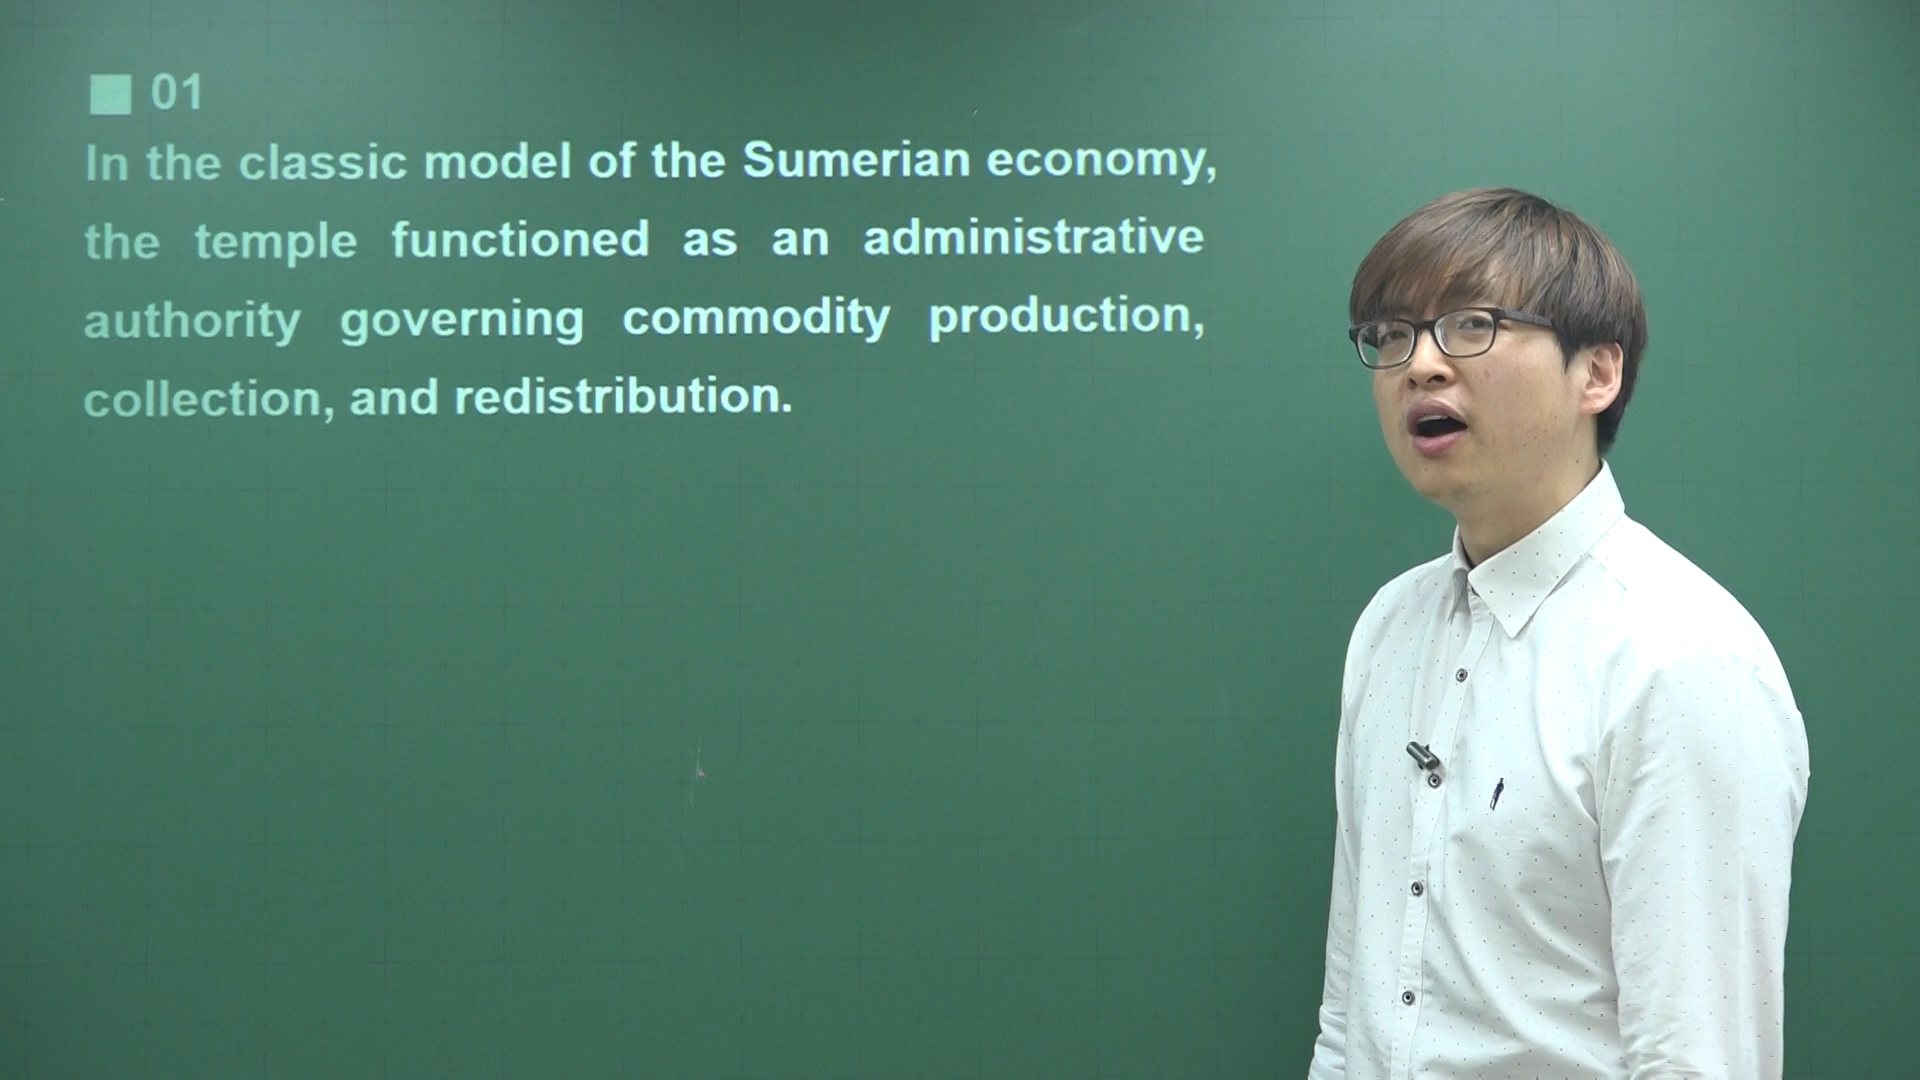 ■ 01
In the classic model of the Sumerian economy,
the temple functioned as an administrative
authority governing commodity production,
collection, and redistribution.